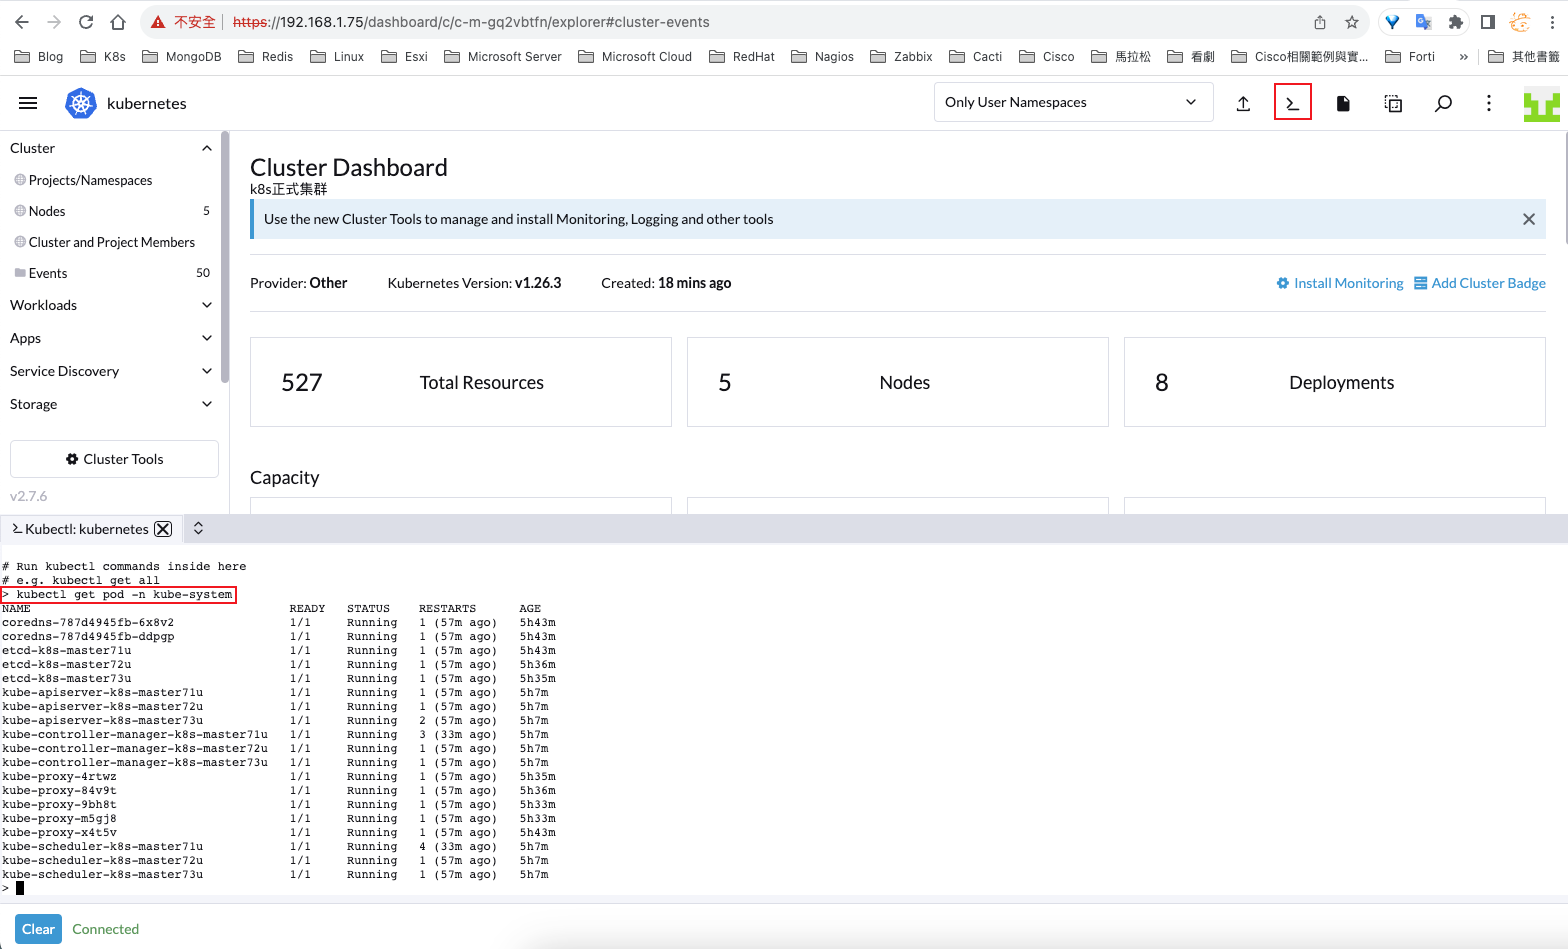 不安全 https://192.168.1.75/dashboard/c/c-m-gq2vbtfn/explorer#cluster-events
Blog K8s MongoDB Redis Linux Esxi Microsoft Server Microsoft Cloud RedHat Nagios Zabbix Cacti Cisco 馬拉松 看劇 Cisco相關範例與實... Forti » 其他書籤
kubernetes
Only User Namespaces
Cluster
Projects/Namespaces
Nodes 5
Cluster and Project Members
Events 50
Workloads
Apps
Service Discovery
Storage
Cluster Tools
v2.7.6
Cluster Dashboard
k8s正式集群
Use the new Cluster Tools to manage and install Monitoring, Logging and other tools
Provider: Other Kubernetes Version: v1.26.3 Created: 18 mins ago
Install Monitoring Add Cluster Badge
527 Total Resources
5 Nodes
8 Deployments
Capacity
Kubectl: kubernetes
# Run kubectl commands inside here
# e.g. kubectl get all
> kubectl get pod -n kube-system
NAME READY STATUS RESTARTS AGE
coredns-787d4945fb-6x8v2 1/1 Running 1 (57m ago) 5h43m
coredns-787d4945fb-ddpgp 1/1 Running 1 (57m ago) 5h43m
etcd-k8s-master71u 1/1 Running 1 (57m ago) 5h43m
etcd-k8s-master72u 1/1 Running 1 (57m ago) 5h36m
etcd-k8s-master73u 1/1 Running 1 (57m ago) 5h35m
kube-apiserver-k8s-master71u 1/1 Running 1 (57m ago) 5h7m
kube-apiserver-k8s-master72u 1/1 Running 1 (57m ago) 5h7m
kube-apiserver-k8s-master73u 1/1 Running 2 (57m ago) 5h7m
kube-controller-manager-k8s-master71u 1/1 Running 3 (33m ago) 5h7m
kube-controller-manager-k8s-master72u 1/1 Running 1 (57m ago) 5h7m
kube-controller-manager-k8s-master73u 1/1 Running 1 (57m ago) 5h7m
kube-proxy-4rtwz 1/1 Running 1 (57m ago) 5h35m
kube-proxy-84v9t 1/1 Running 1 (57m ago) 5h36m
kube-proxy-9bh8t 1/1 Running 1 (57m ago) 5h33m
kube-proxy-m5gj8 1/1 Running 1 (57m ago) 5h33m
kube-proxy-x4t5v 1/1 Running 1 (57m ago) 5h43m
kube-scheduler-k8s-master71u 1/1 Running 4 (33m ago) 5h7m
kube-scheduler-k8s-master72u 1/1 Running 1 (57m ago) 5h7m
kube-scheduler-k8s-master73u 1/1 Running 1 (57m ago) 5h7m
>
Clear Connected